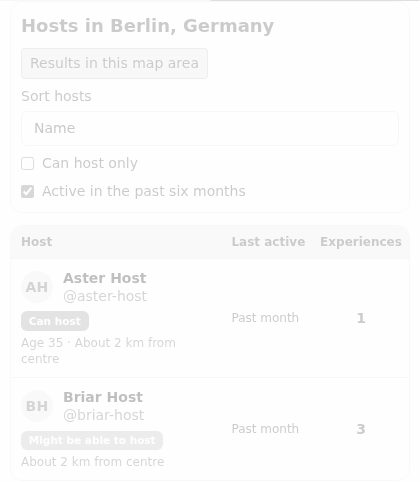 Hosts in Berlin, Germany
Results in this map area
Sort hosts
Name
Can host only
Active in the past six months
Host Last active Experiences
AH Aster Host
@aster-host
Can host
Age 35 · About 2 km from
centre
Past month 1
BH Briar Host
@briar-host
Might be able to host
About 2 km from centre
Past month 3